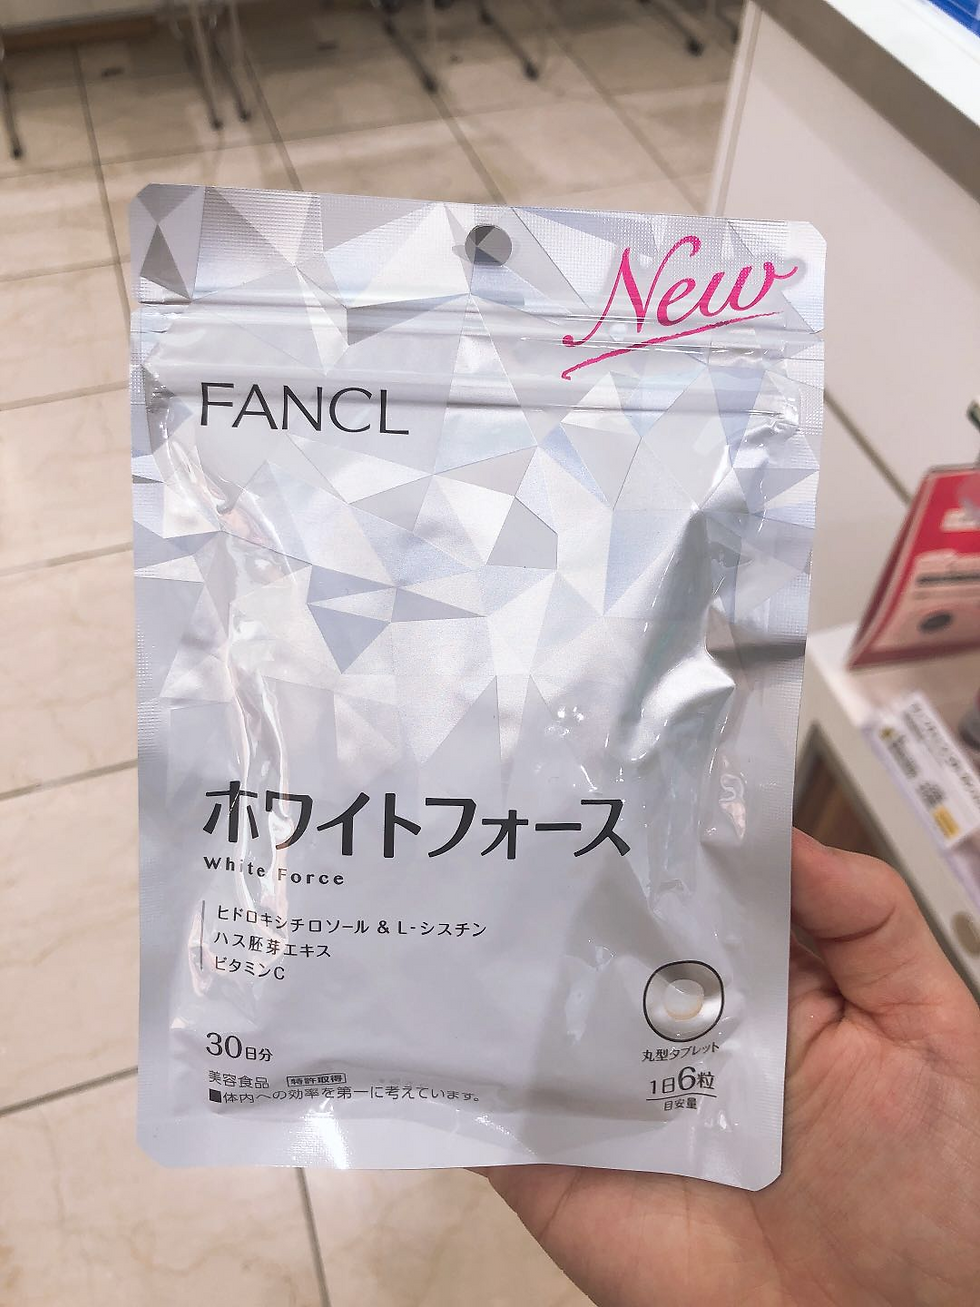 New
FANCL
ホワイトフォース
White Force
ヒドロキシチロソール & L-シスチン
ハス胚芽エキス
ビタミンC
30日分
美容食品 特許取得
■体内への効率を第一に考えています。
丸型タブレット
1日6粒
目安量